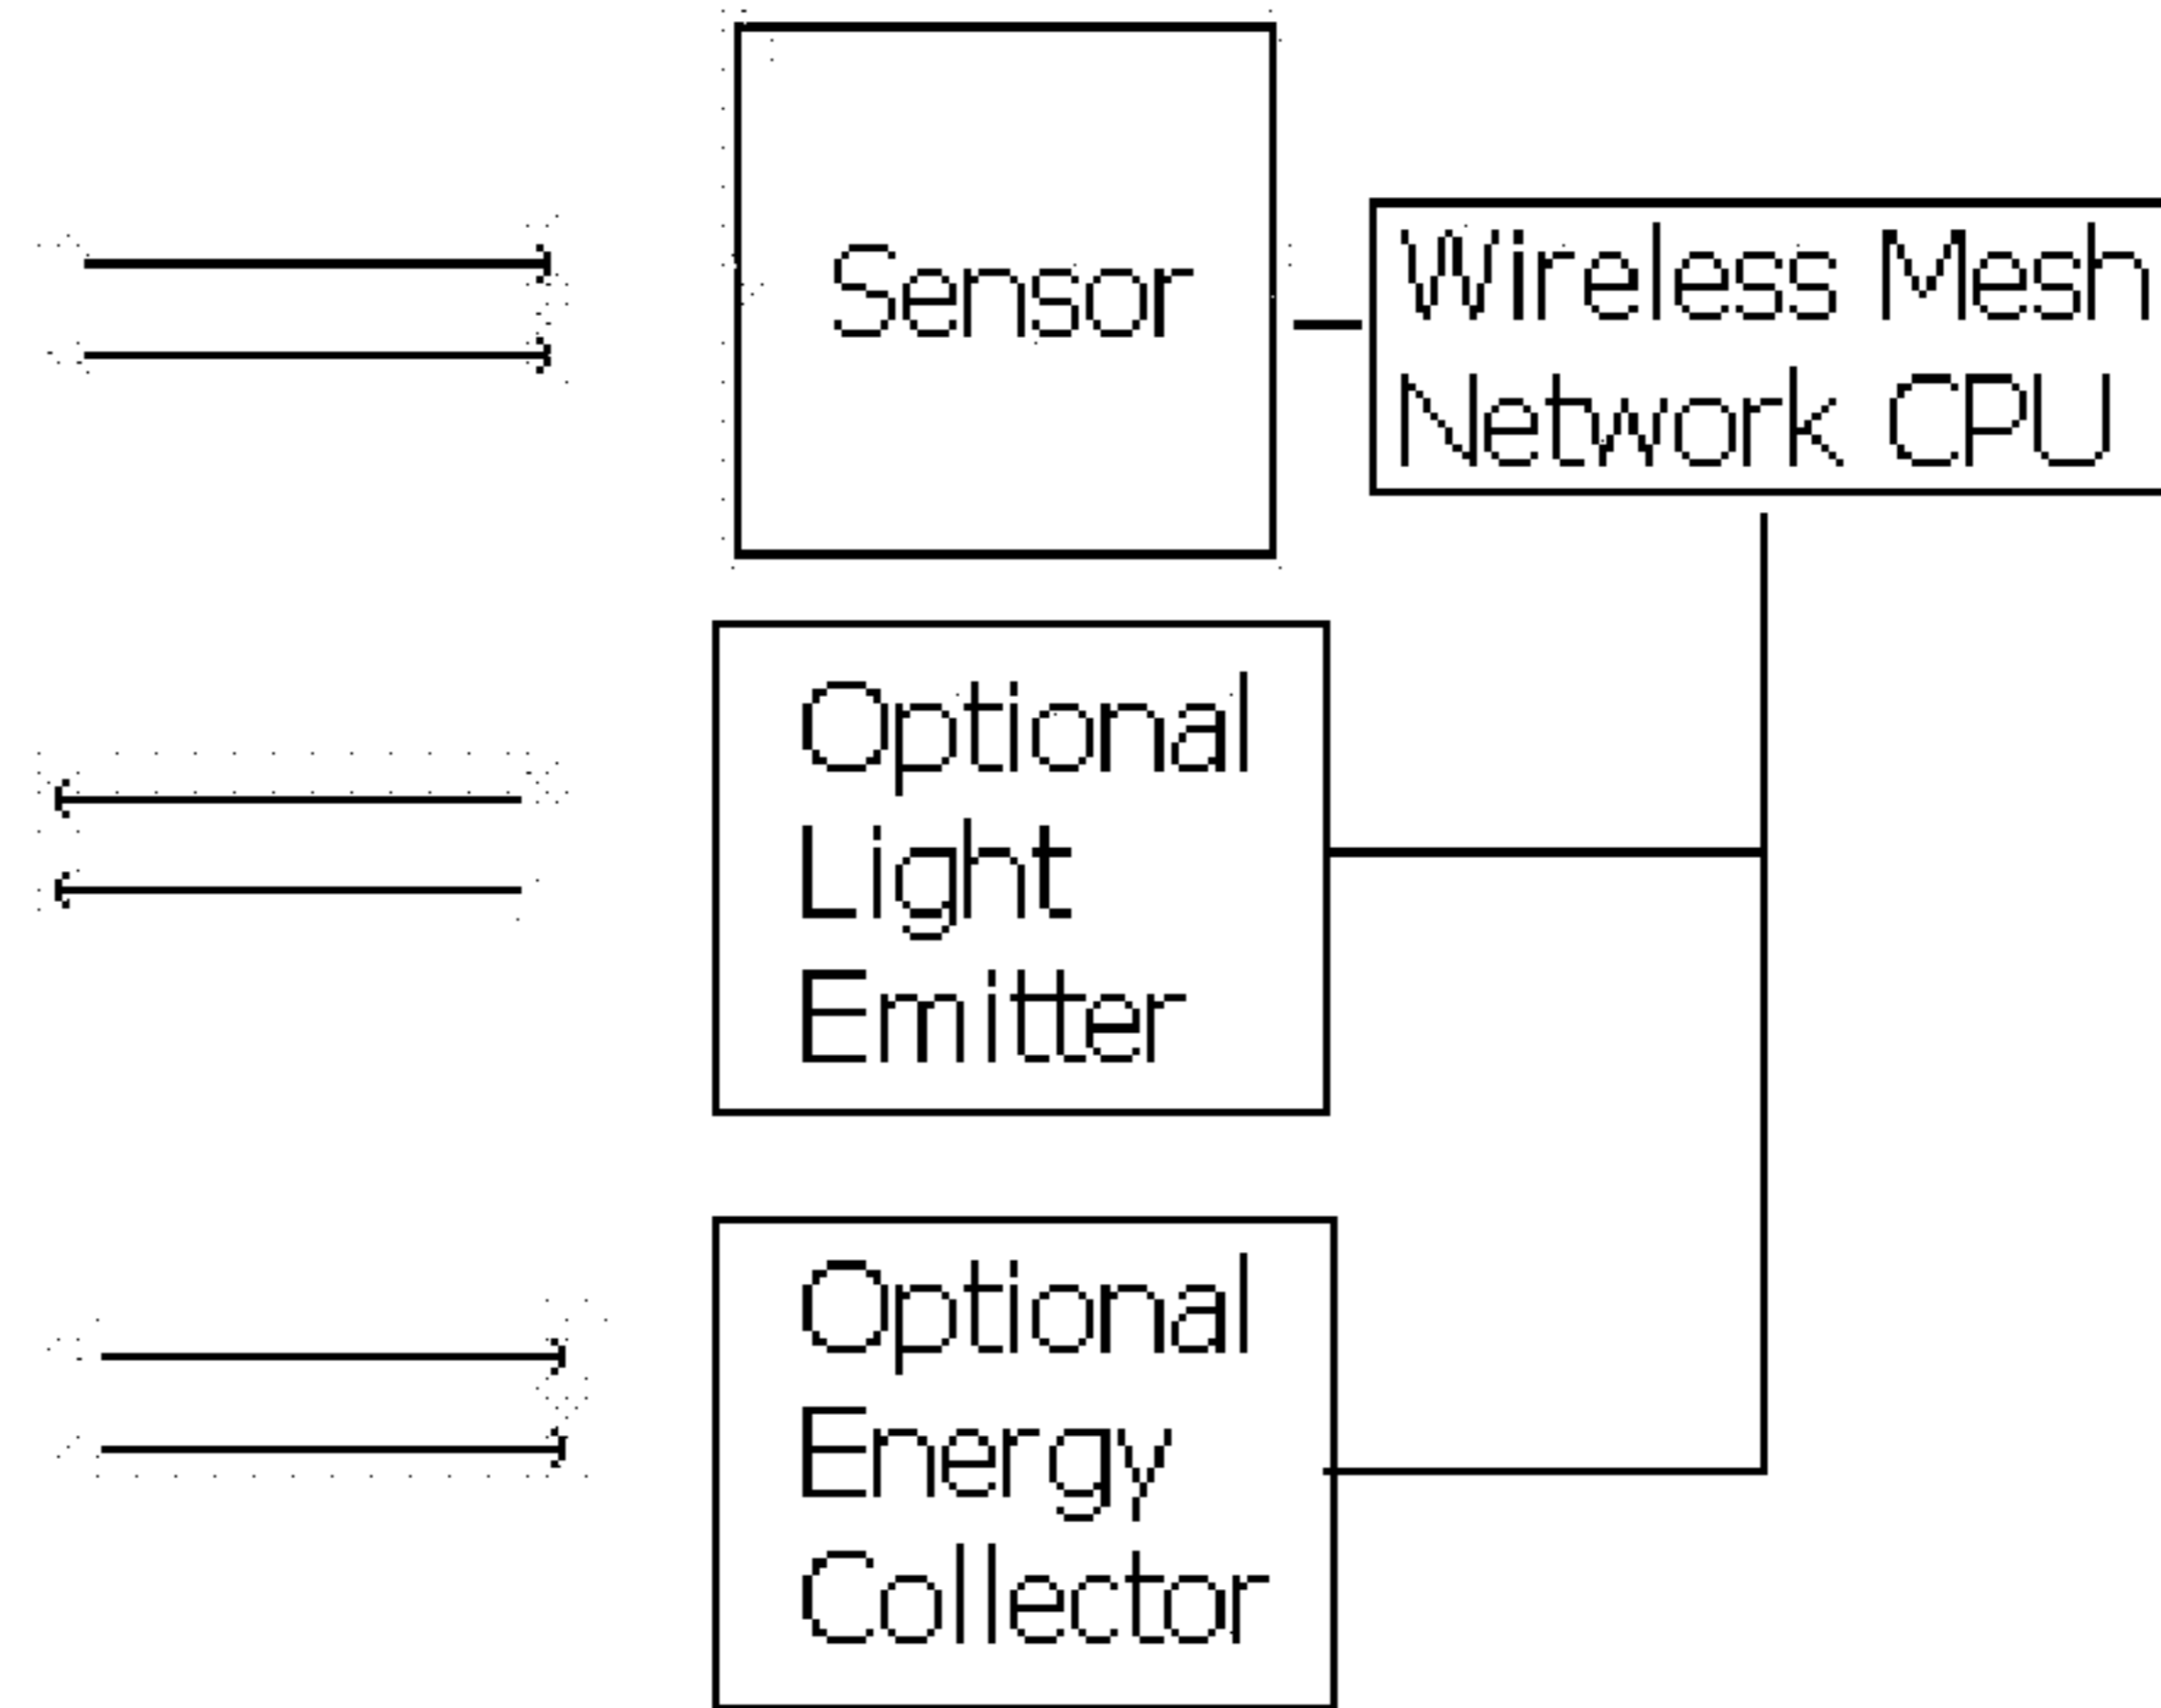 Sensor
Wireless Mesh
Network CPU
Optional
Light
Emitter
Optional
Energy
Collector